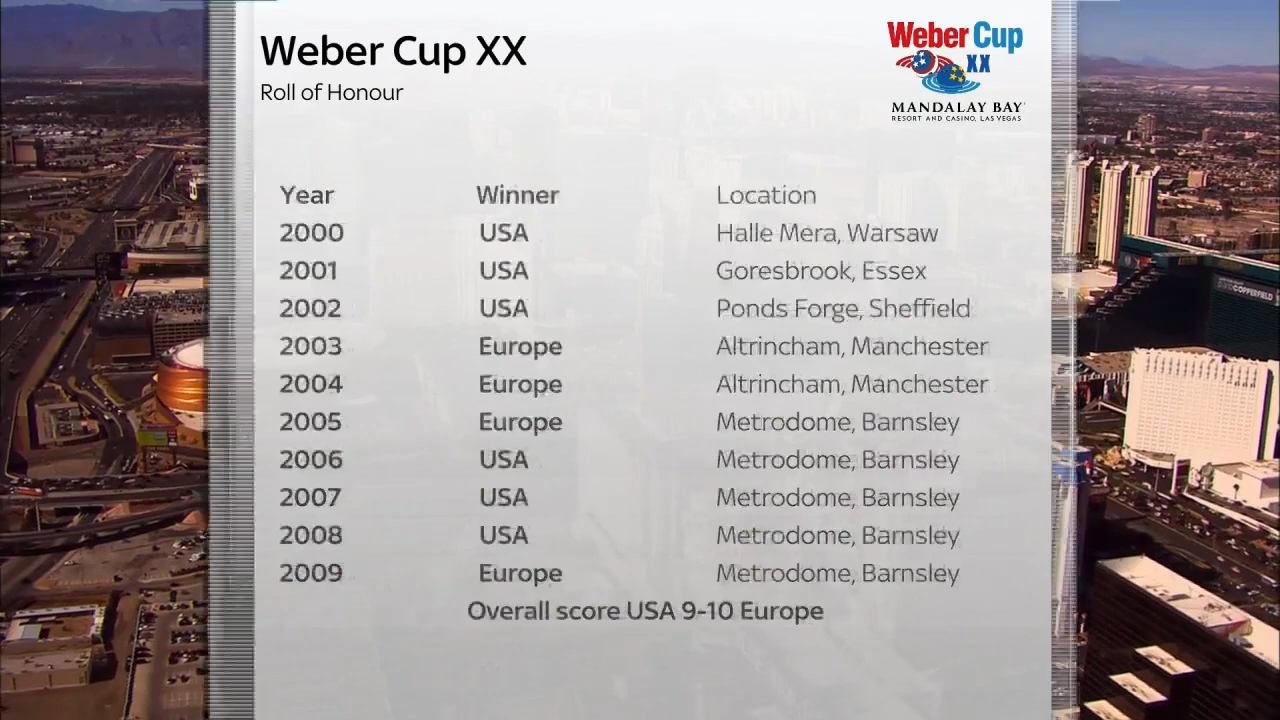 Weber Cup XX
Roll of Honour
Weber Cup
XX
MANDALAY BAY
RESORT AND CASINO, LAS VEGAS
Year Winner Location
2000 USA Halle Mera, Warsaw
2001 USA Goresbrook, Essex
2002 USA Ponds Forge, Sheffield
2003 Europe Altrincham, Manchester
2004 Europe Altrincham, Manchester
2005 Europe Metrodome, Barnsley
2006 USA Metrodome, Barnsley
2007 USA Metrodome, Barnsley
2008 USA Metrodome, Barnsley
2009 Europe Metrodome, Barnsley
Overall score USA 9-10 Europe
COPPERFIELD